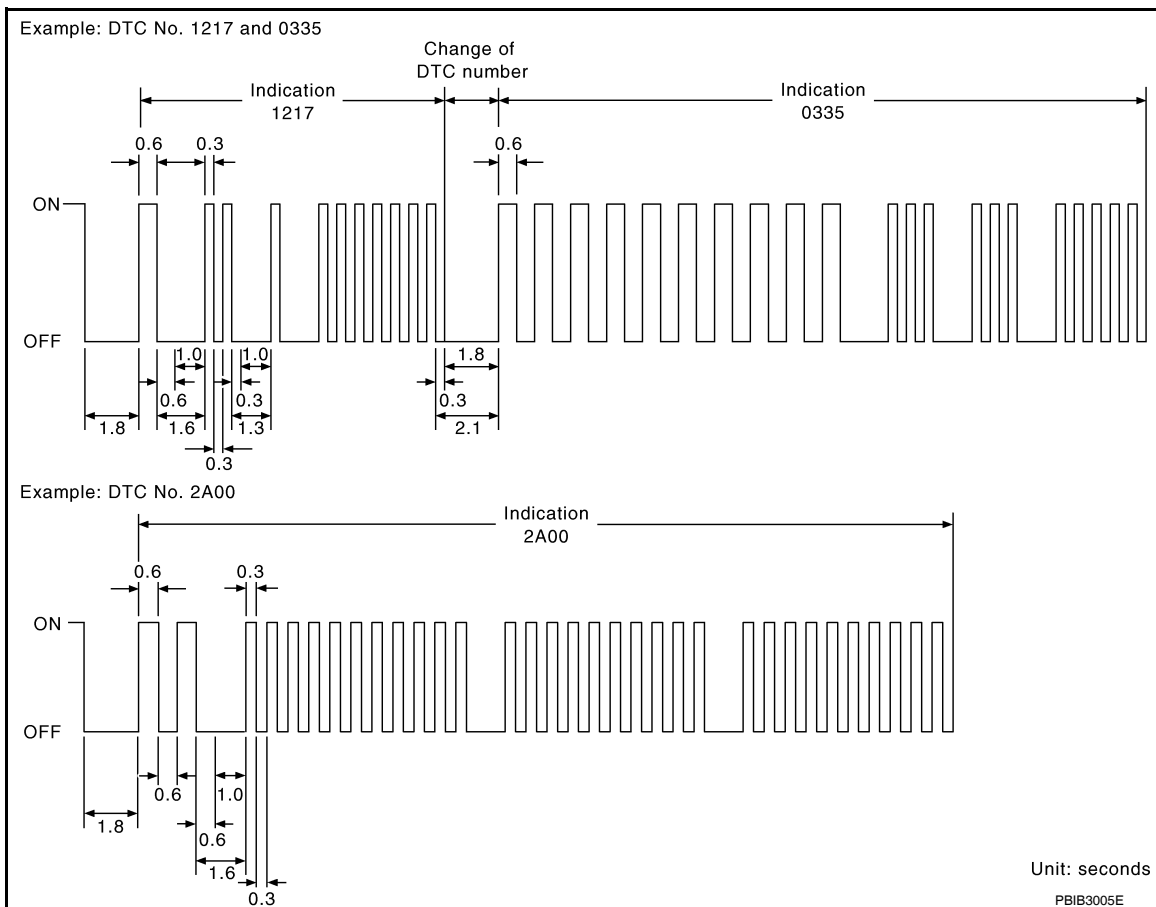 Example: DTC No. 1217 and 0335
Change of
DTC number
Indication
1217
Indication
0335
0.6
0.3
0.6
ON
OFF
1.0
1.0
1.8
0.6
0.3
0.3
1.8
1.6
1.3
2.1
0.3
Example: DTC No. 2A00
Indication
2A00
0.6
0.3
ON
OFF
0.6
1.0
1.8
0.6
1.6
0.3
Unit: seconds
PBIB3005E